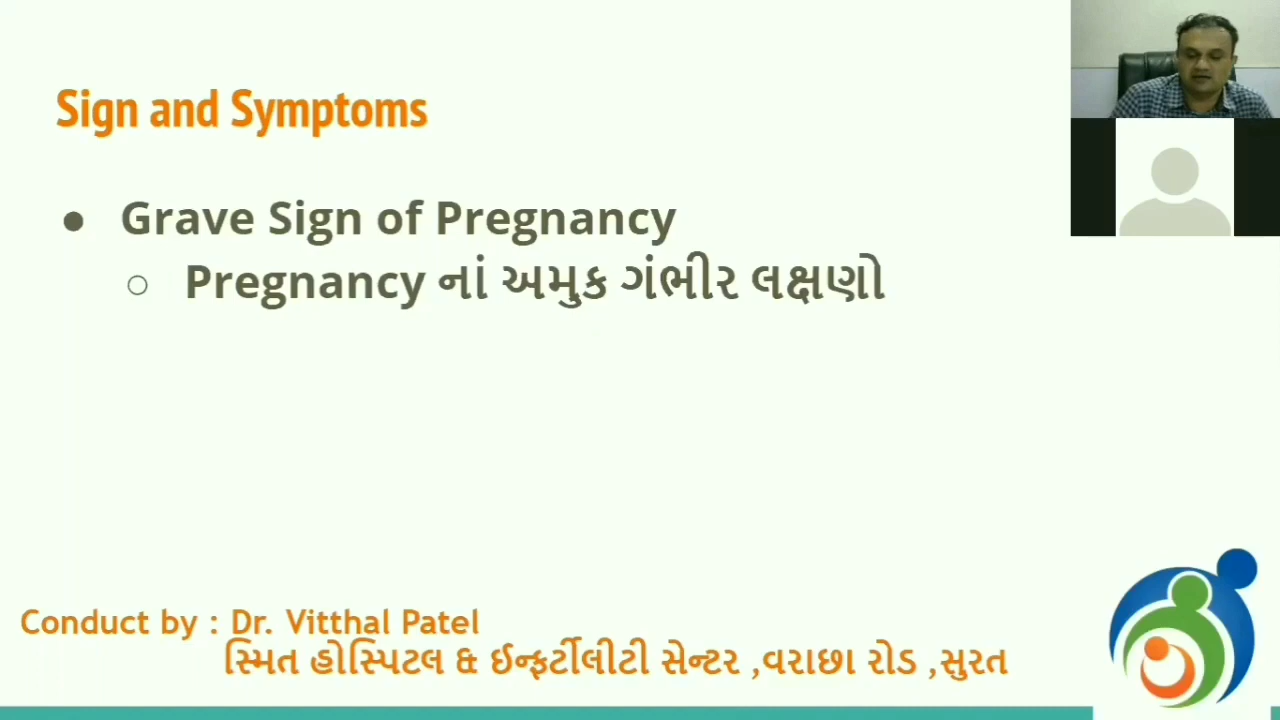 Sign and Symptoms
● Grave Sign of Pregnancy
○ Pregnancy નાં અમુક ગંભીર લક્ષણો
Conduct by : Dr. Vitthal Patel
સ્મિત હોસ્પિટલ & ઈન્ફર્ટીલીટી સેન્ટર ,વરાછા રોડ ,સુરત